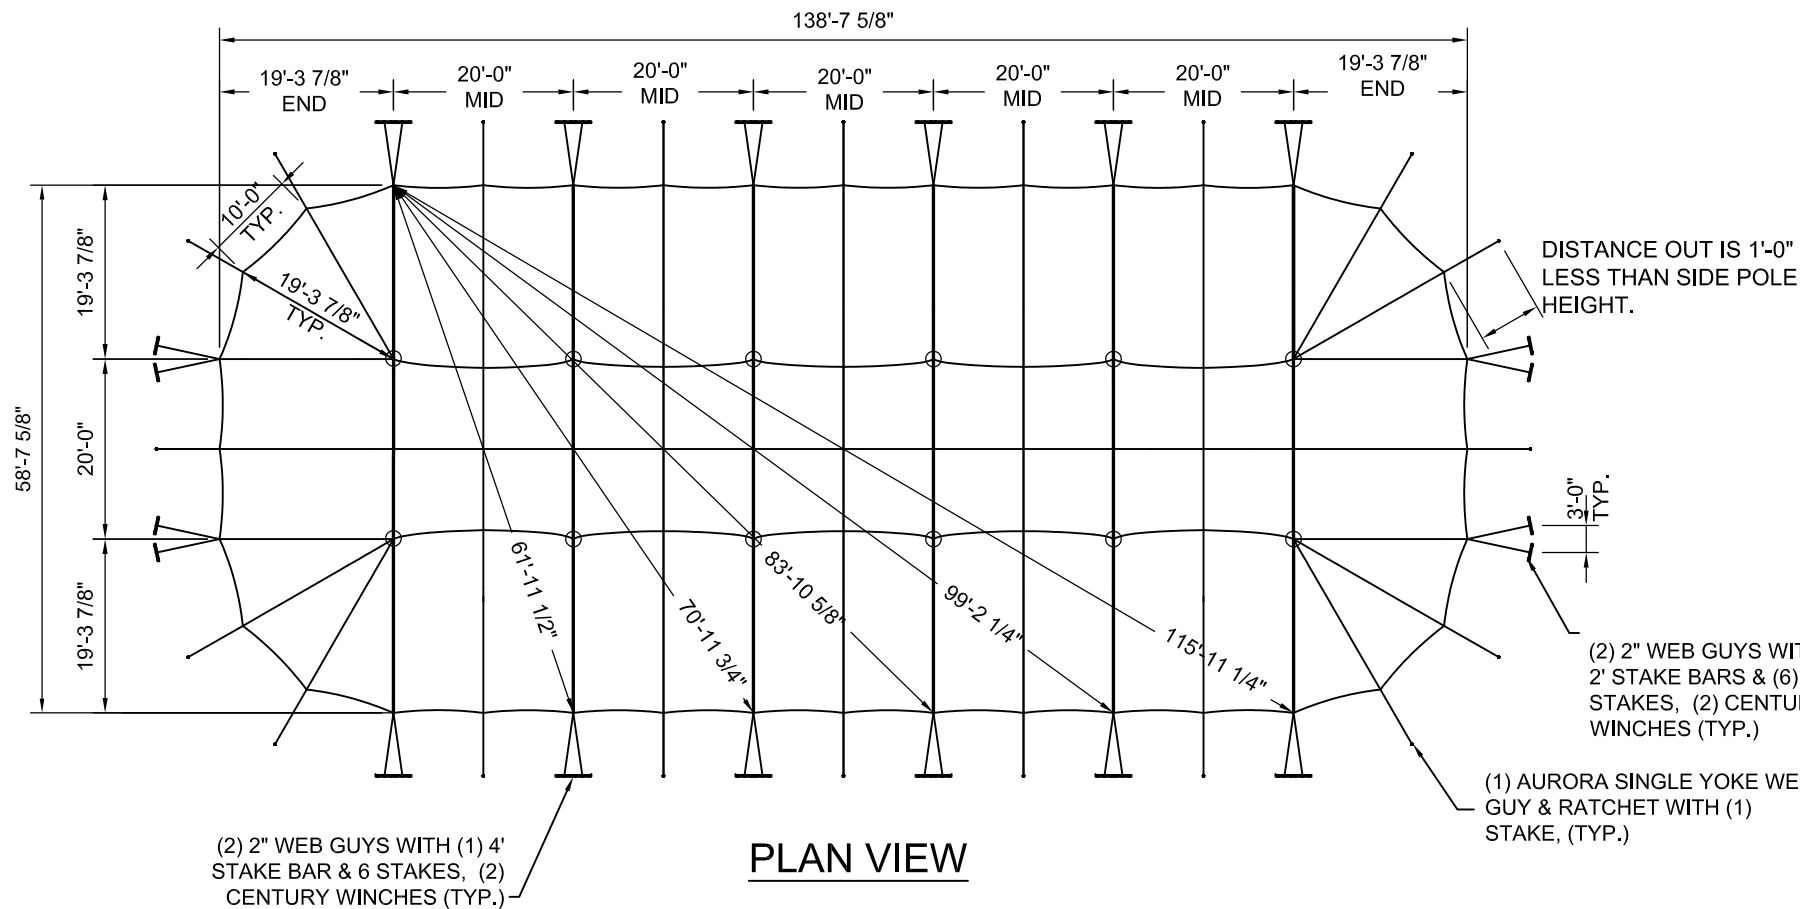 138'-7 5/8"
19'-3 7/8"
END
20'-0"
MID
20'-0"
MID
20'-0"
MID
20'-0"
MID
20'-0"
MID
19'-3 7/8"
END
10'-0"
TYP.
19'-3 7/8"
TYP.
58'-7 5/8"
19'-3 7/8"
20'-0"
19'-3 7/8"
61'-11 1/2"
70'-11 3/4"
83'-10 5/8"
99'-2 1/4"
115'-11 1/4"
DISTANCE OUT IS 1'-0"
LESS THAN SIDE POLE
HEIGHT.
3'-0"
TYP.
(2) 2" WEB GUYS
2' STAKE BARS & (6)
STAKES, (2)
WINCHES (TYP.)
(1) AURORA SINGLE YOKE
GUY & RATCHET WITH (1)
STAKE, (TYP.)
(2) 2" WEB GUYS WITH (1) 4'
STAKE BAR & 6 STAKES, (2)
CENTURY WINCHES (TYP.)
PLAN VIEW